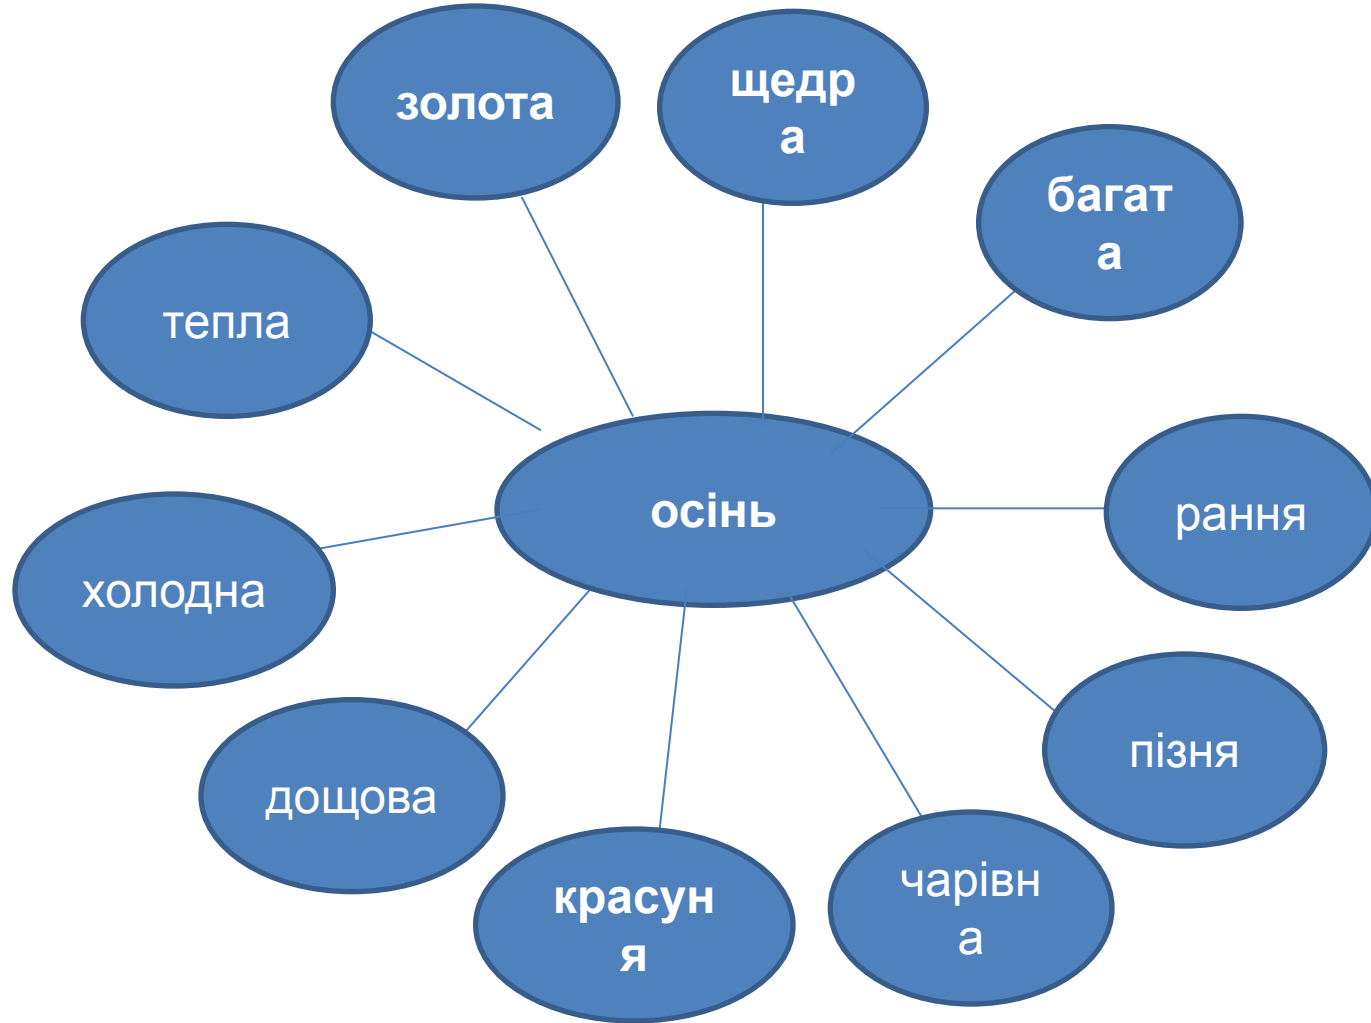 золота
щедр
а
багат
а
тепла
осінь
рання
холодна
пізня
дощова
чарівн
а
красун
я